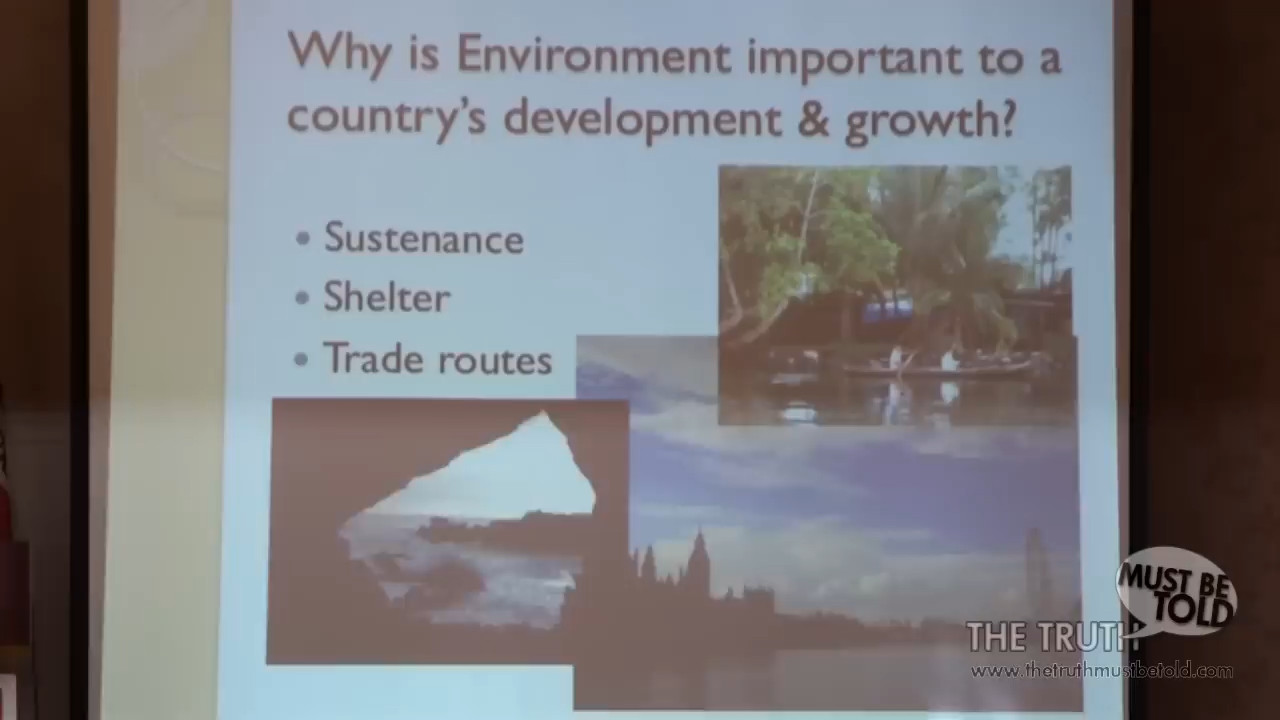 Why is Environment important to a
country's development & growth?
• Sustenance
• Shelter
• Trade routes
MUST BE
TOLD
THE TRUTH
www.thetruthmustbetold.com